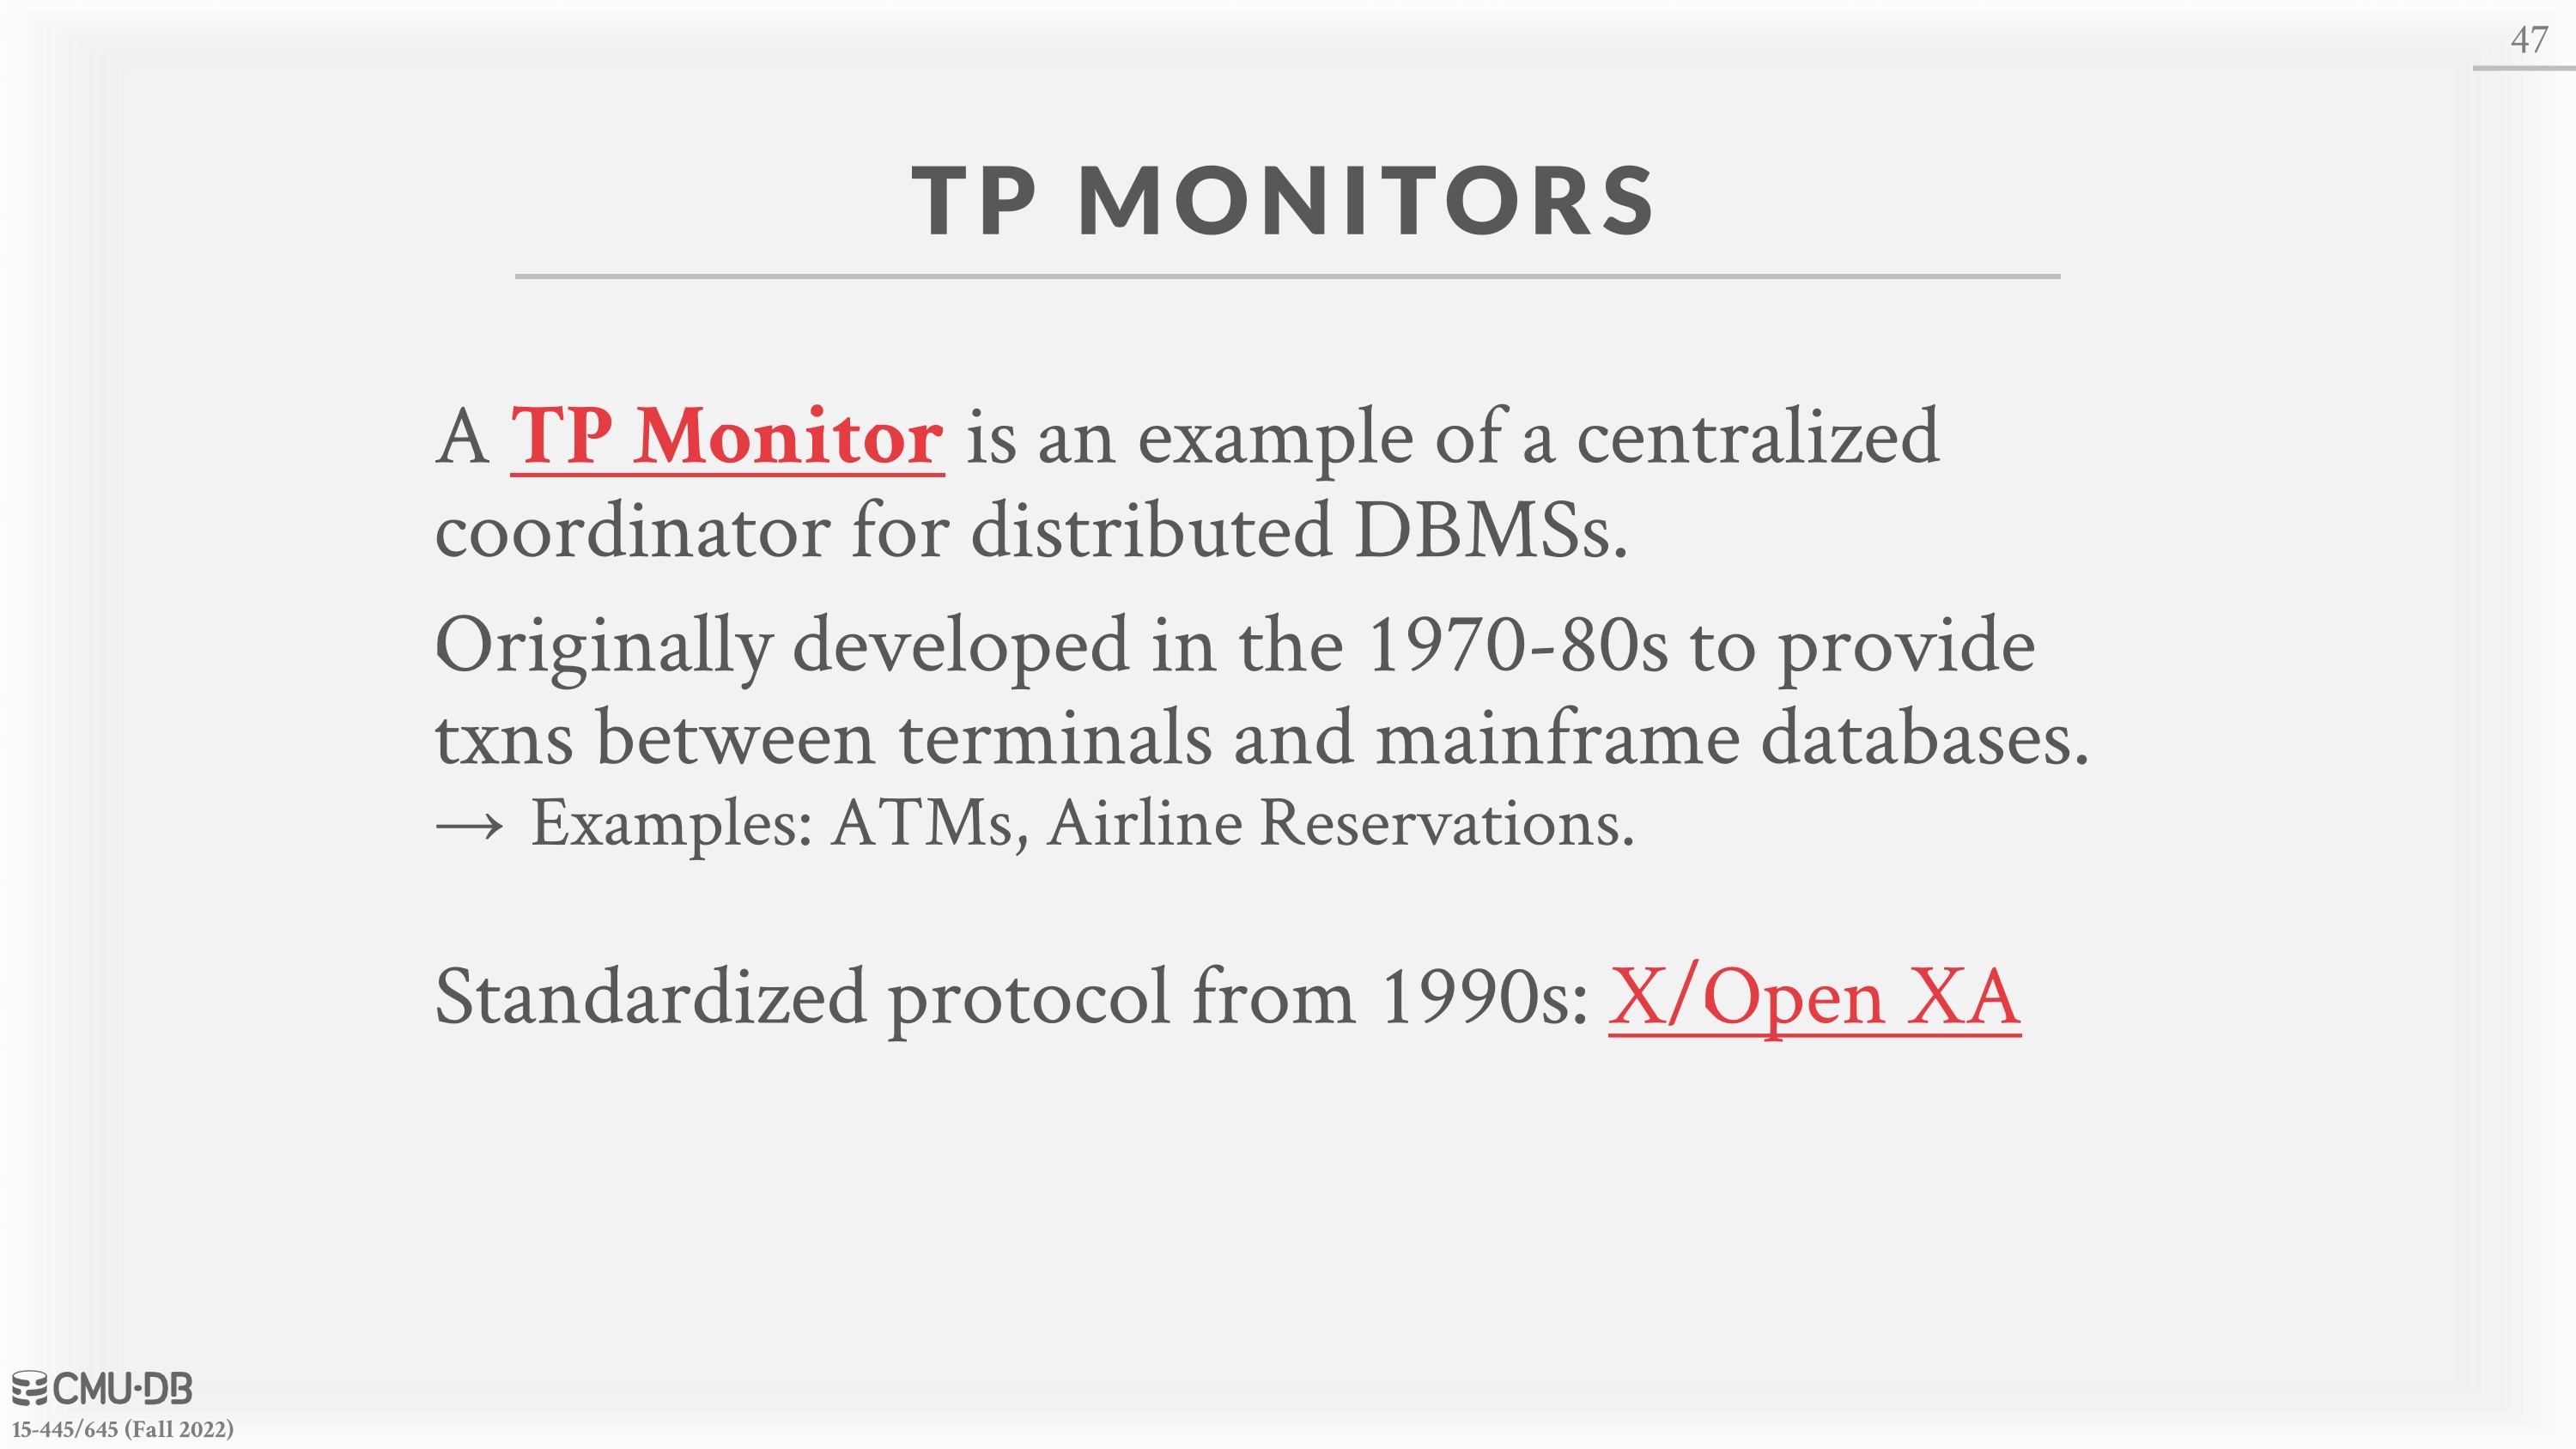 47
TP MONITORS
A TP Monitor is an example of a centralized
coordinator for distributed DBMSs.
Originally developed in the 1970-80s to provide
txns between terminals and mainframe databases.
→ Examples: ATMs, Airline Reservations.
Standardized protocol from 1990s: X/Open XA
CMU·DB
15-445/645 (Fall 2022)